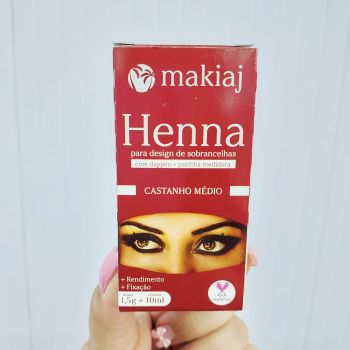 makiaj
Henna
para design de sobrancelhas
com dappen + pazinha medidora
CASTANHO MÉDIO
+ Rendimento
+ Fixação
1,5g + 10ml